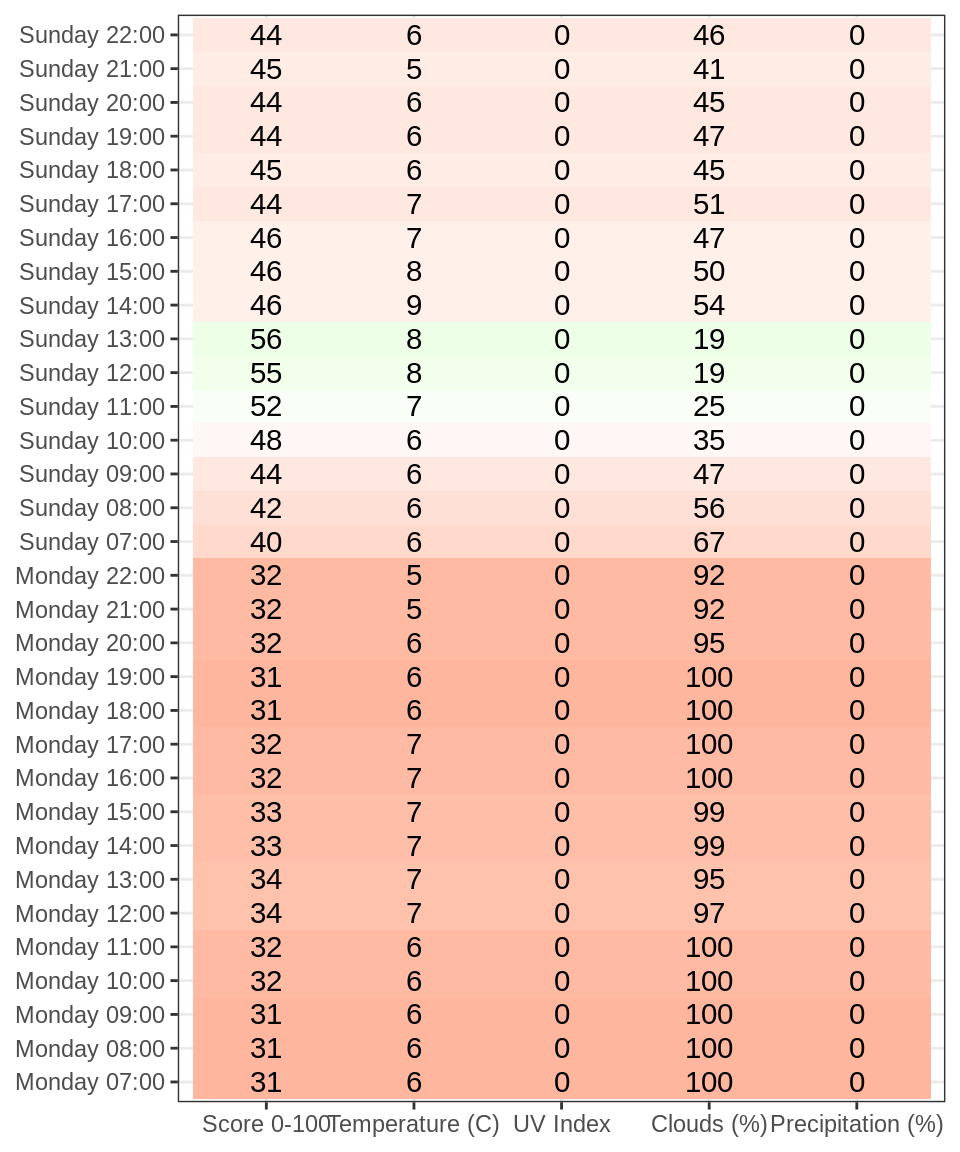 Sunday 22:00 44 6 0 46 0
Sunday 21:00 45 5 0 41 0
Sunday 20:00 44 6 0 45 0
Sunday 19:00 44 6 0 47 0
Sunday 18:00 45 6 0 45 0
Sunday 17:00 44 7 0 51 0
Sunday 16:00 46 7 0 47 0
Sunday 15:00 46 8 0 50 0
Sunday 14:00 46 9 0 54 0
Sunday 13:00 56 8 0 19 0
Sunday 12:00 55 8 0 19 0
Sunday 11:00 52 7 0 25 0
Sunday 10:00 48 6 0 35 0
Sunday 09:00 44 6 0 47 0
Sunday 08:00 42 6 0 56 0
Sunday 07:00 40 6 0 67 0
Monday 22:00 32 5 0 92 0
Monday 21:00 32 5 0 92 0
Monday 20:00 32 6 0 95 0
Monday 19:00 31 6 0 100 0
Monday 18:00 31 6 0 100 0
Monday 17:00 32 7 0 100 0
Monday 16:00 32 7 0 100 0
Monday 15:00 33 7 0 99 0
Monday 14:00 33 7 0 99 0
Monday 13:00 34 7 0 95 0
Monday 12:00 34 7 0 97 0
Monday 11:00 32 6 0 100 0
Monday 10:00 32 6 0 100 0
Monday 09:00 31 6 0 100 0
Monday 08:00 31 6 0 100 0
Monday 07:00 31 6 0 100 0
Score 0-100 Temperature (C) UV Index Clouds (%) Precipitation (%)